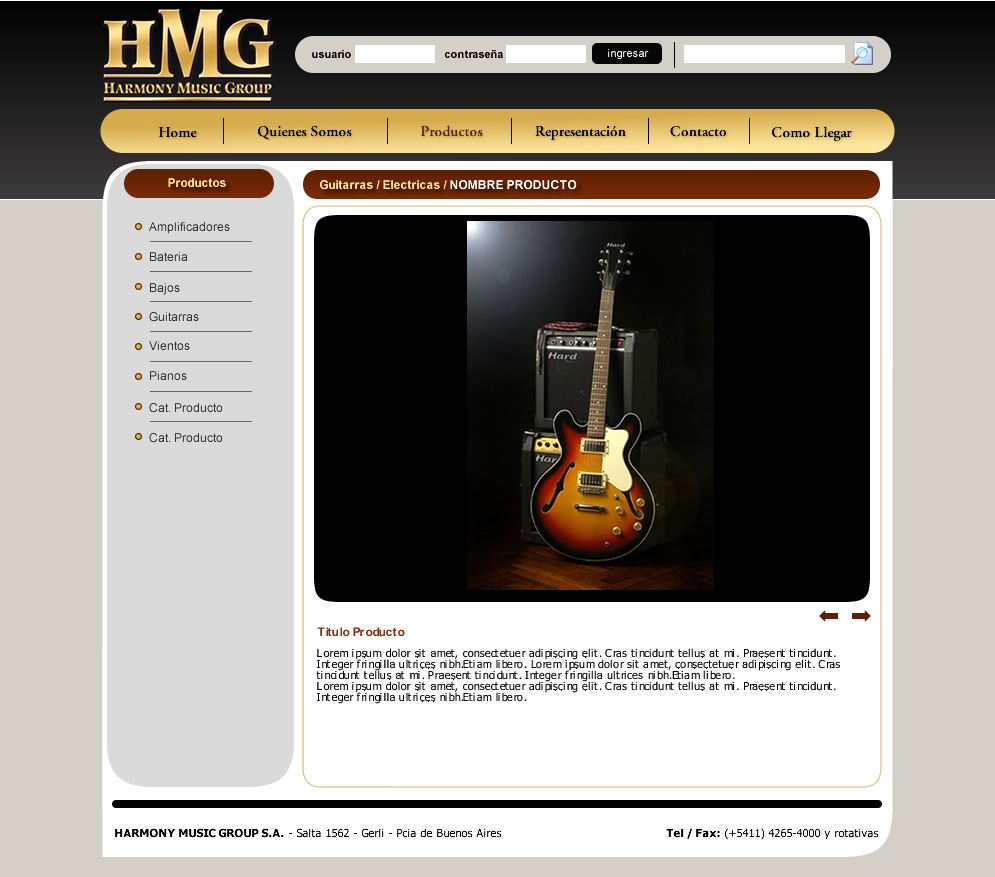 HMG
HARMONY MUSIC GROUP
usuario contraseña ingresar
Home Quienes Somos Productos Representación Contacto Como Llegar
Productos
Amplificadores
Bateria
Bajos
Guitarras
Vientos
Pianos
Cat. Producto
Cat. Producto
Guitarras / Electricas / NOMBRE PRODUCTO
Hard
Hard
Har
Titulo Producto
Lorem ipsum dolor sit amet, consectetuer adipiscing elit. Cras tincidunt tellus at mi. Praesent tincidunt.
Integer fringilla ultrices nibh.Etiam libero. Lorem ipsum dolor sit amet, consectetuer adipiscing elit. Cras
tincidunt tellus at mi. Praesent tincidunt. Integer fringilla ultrices nibh.Etiam libero.
Lorem ipsum dolor sit amet, consectetuer adipiscing elit. Cras tincidunt tellus at mi. Praesent tincidunt.
Integer fringilla ultrices nibh.Etiam libero.
HARMONY MUSIC GROUP S.A. - Salta 1562 - Gerli - Pcia de Buenos Aires
Tel / Fax: (+5411) 4265-4000 y rotativas